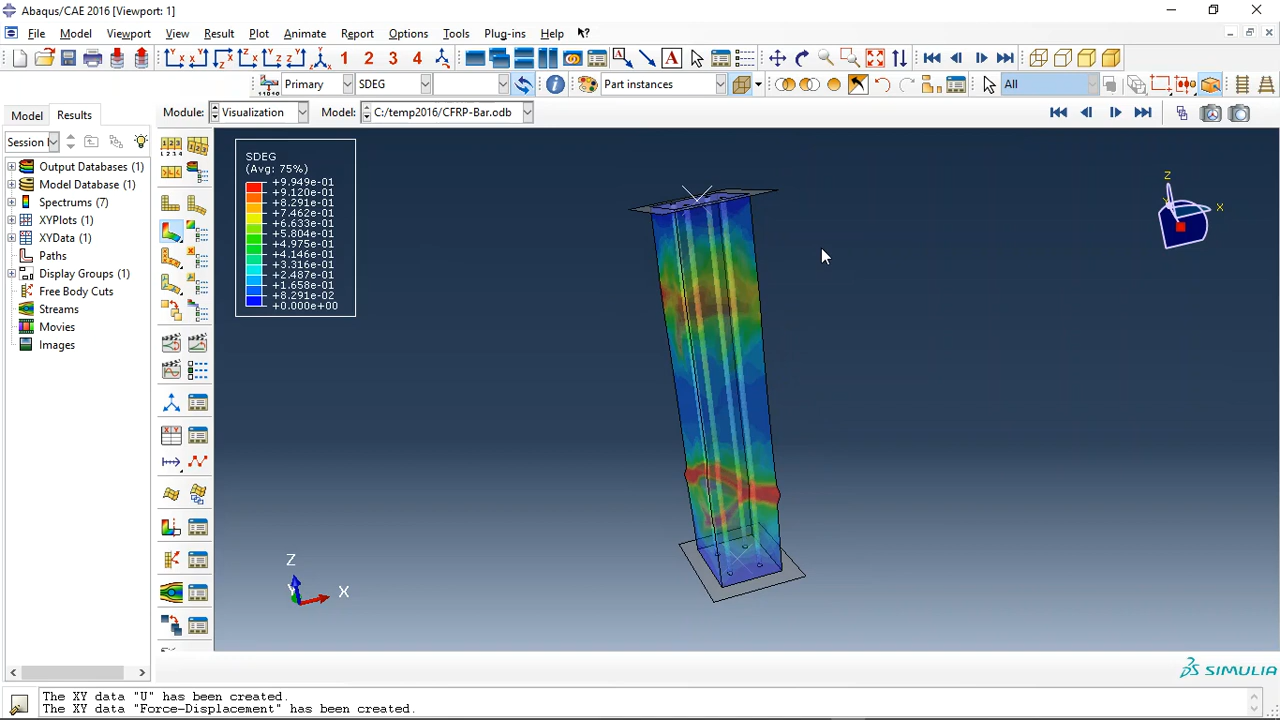 Abaqus/CAE 2016 [Viewport: 1]
File Model Viewport View Result Plot Options Animate Report Options Tools Plug-ins Help
1 2 3 4
Primary SDEG Part instances All
Model Results Module: Visualization Model: C:/temp2016/CFRP-Bar.odb
Session
Output Databases (1)
Model Database (1)
Spectrums (7)
XYPlots (1)
XYData (1)
Paths
Display Groups (1)
Free Body Cuts
Streams
Movies
Images
SDEG
(Avg: 75%)
+9.949e-01
+9.120e-01
+8.291e-01
+7.462e-01
+6.633e-01
+5.804e-01
+4.975e-01
+4.146e-01
+3.316e-01
+2.487e-01
+1.658e-01
+8.291e-02
+0.000e+00
Z
X
Z
Y
X
SIMULIA
The XY data "U" has been created.
The XY data "Force-Displacement" has been created.